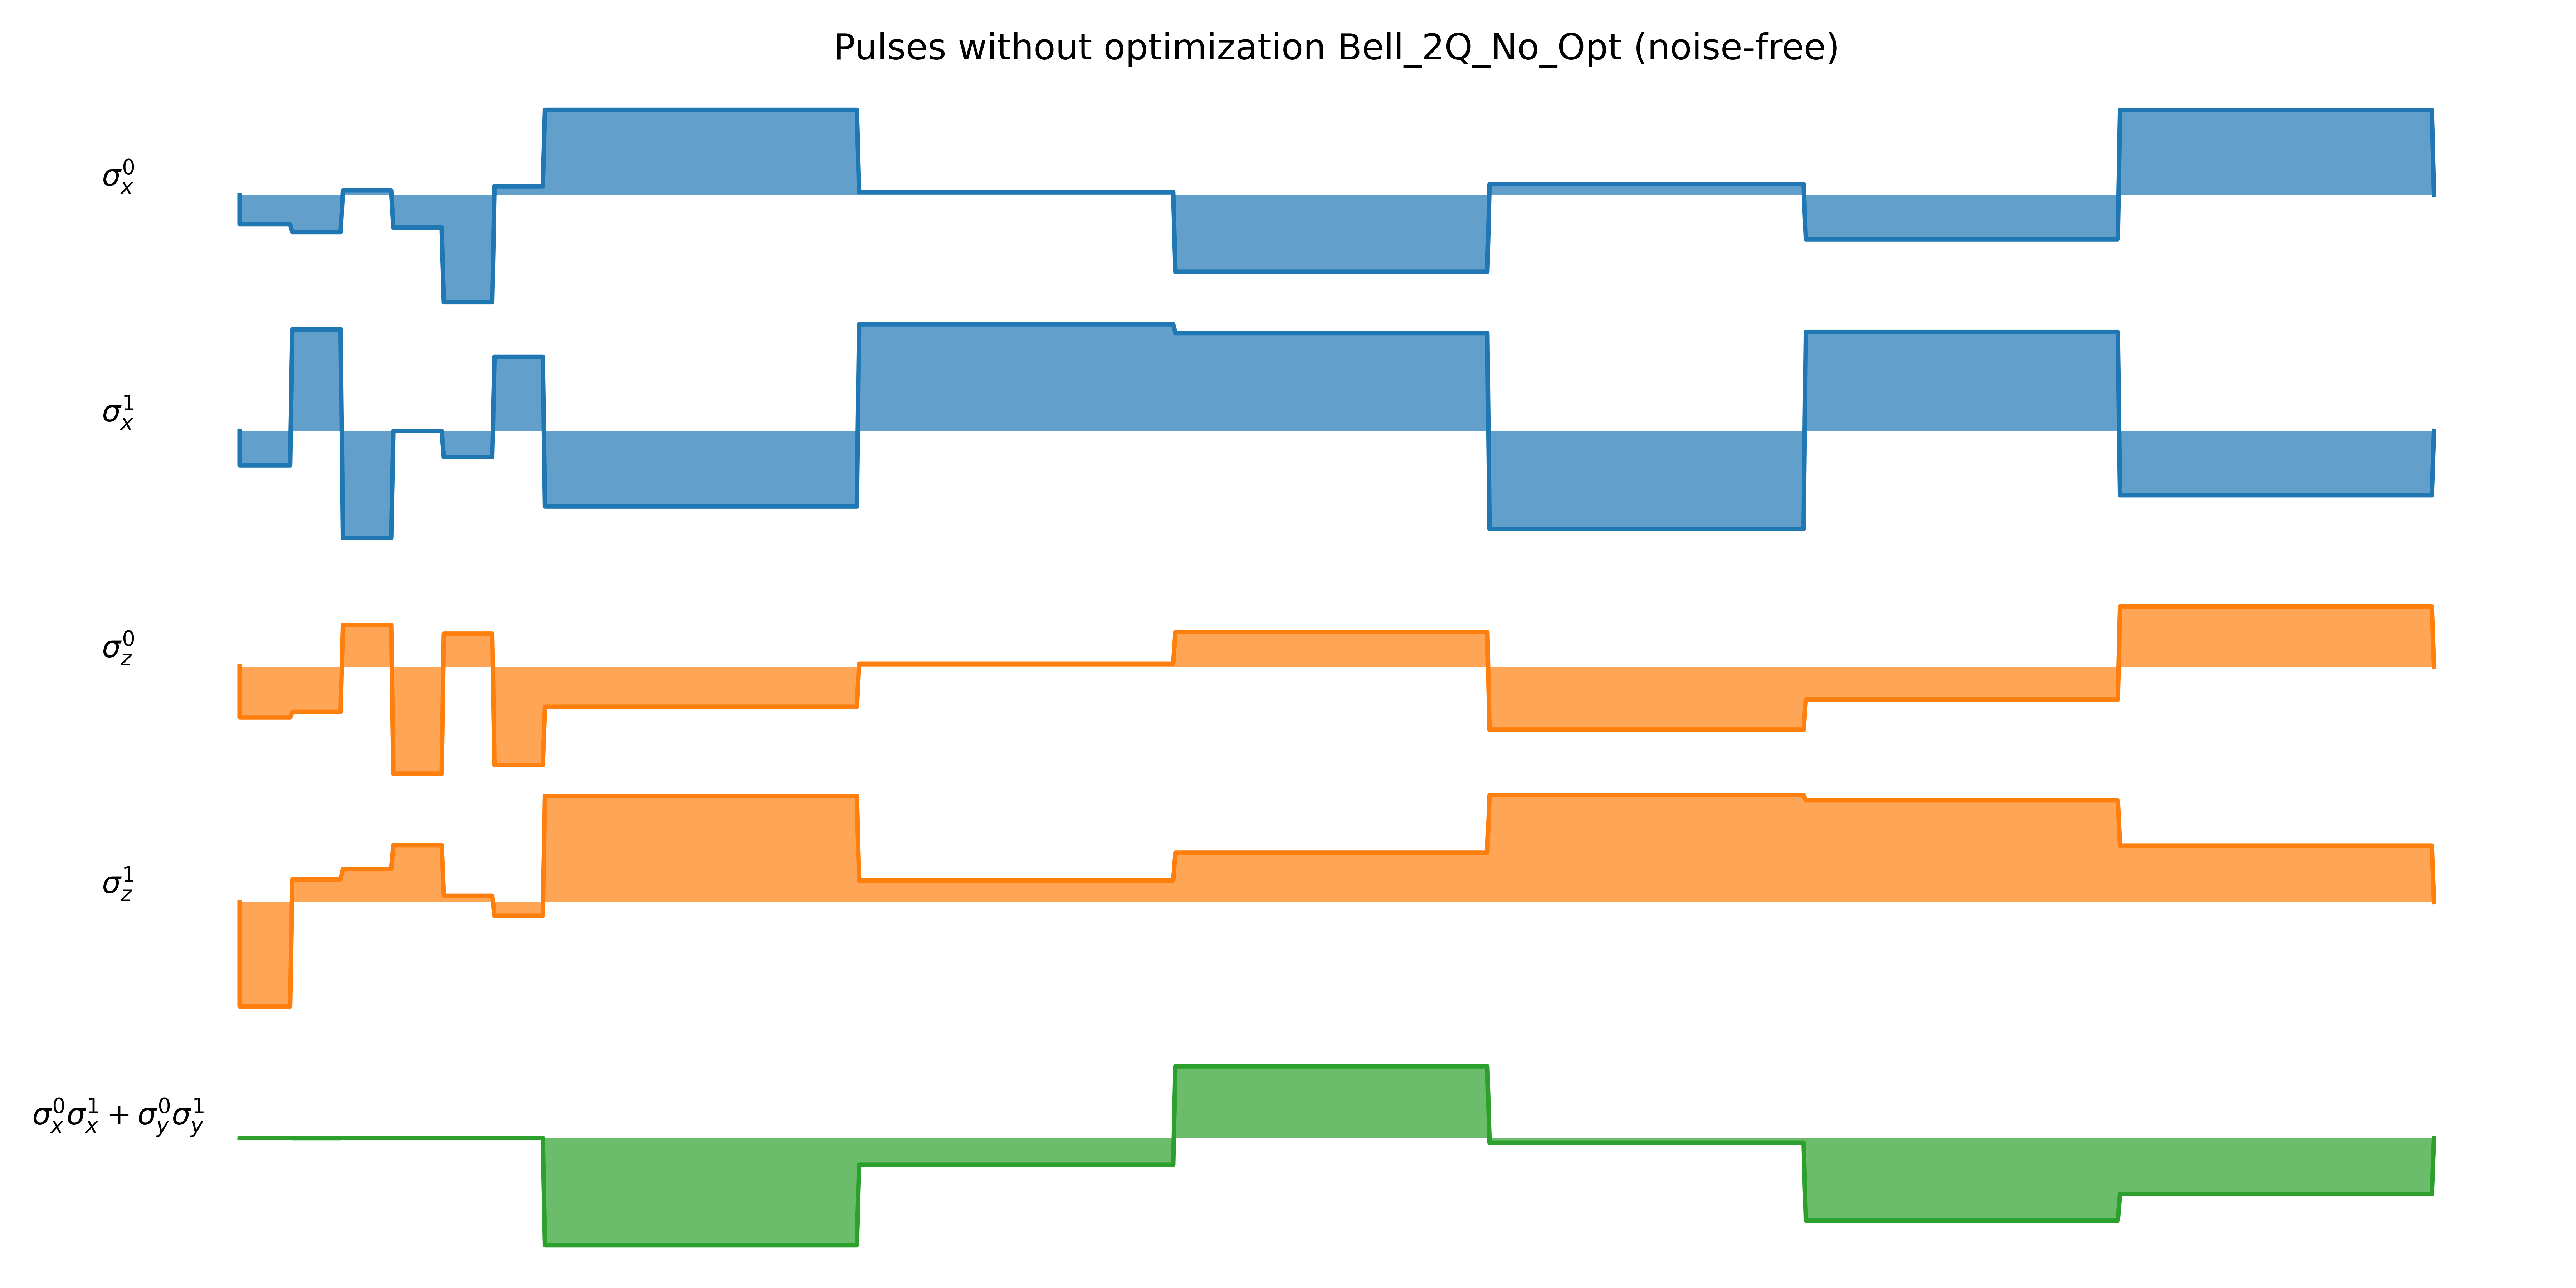 Pulses without optimization Bell_2Q_No_Opt (noise-free)
σ_x^0
σ_x^1
σ_z^0
σ_z^1
σ_x^0σ_x^1 + σ_y^0σ_y^1